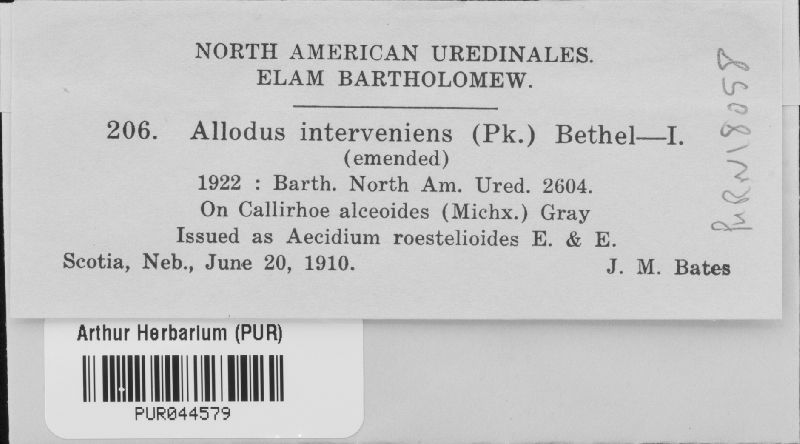 NORTH AMERICAN UREDINALES.
ELAM BARTHOLOMEW.
206. Allodus interveniens (Pk.) Bethel—I.
(emended)
1922 : Barth. North Am. Ured. 2604.
On Callirhoe alceoides (Michx.) Gray
Issued as Aecidium roestelioides E. & E.
Scotia, Neb., June 20, 1910. J. M. Bates
PURN18058
Arthur Herbarium (PUR)
PUR044579